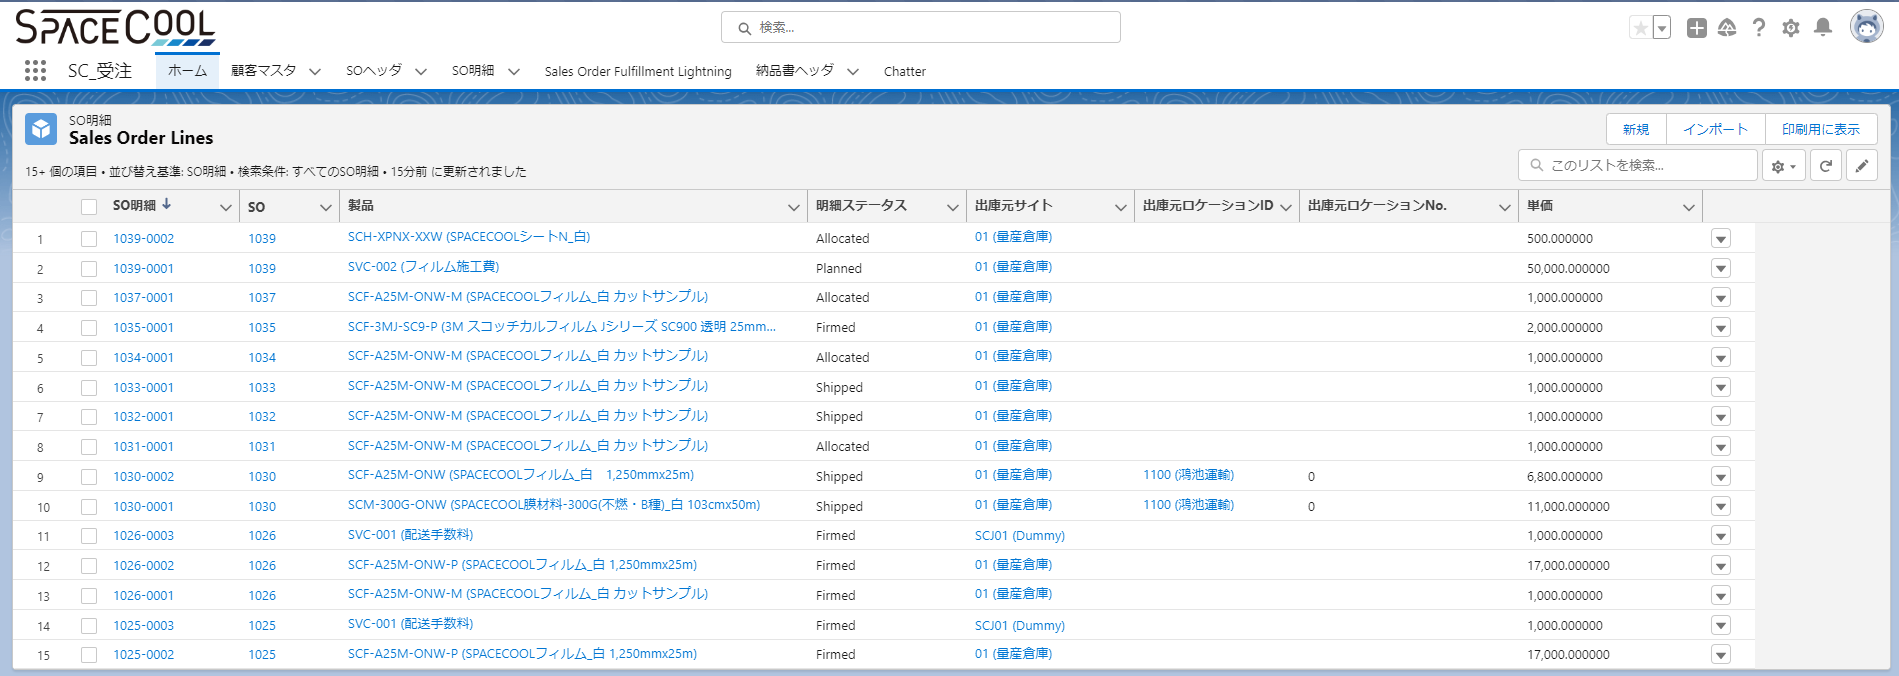 SPACECOOL
検索...
SC_受注 ホーム 顧客マスタ SOヘッダ SO明細 Sales Order Fulfillment Lightning 納品書ヘッダ Chatter
SO明細
Sales Order Lines
新規 インポート 印刷用に表示
15+ 個の項目 • 並び替え基準: SO明細 • 検索条件: すべてのSO明細 • 15分前 に更新されました
このリストを検索...
SO明細 SO 製品 明細ステータス 出庫元サイト 出庫元ロケーションID 出庫元ロケーションNo. 単価
1 1039-0002 1039 SCH-XPNX-XXW (SPACECOOLシートN_白) Allocated 01 (量産倉庫) 500.000000
2 1039-0001 1039 SVC-002 (フィルム施工費) Planned 01 (量産倉庫) 50,000.000000
3 1037-0001 1037 SCF-A25M-ONW-M (SPACECOOLフィルム_白 カットサンプル) Allocated 01 (量産倉庫) 1,000.000000
4 1035-0001 1035 SCF-3MJ-SC9-P (3M スコッチカルフィルム Jシリーズ SC900 透明 25mm... Firmed 01 (量産倉庫) 2,000.000000
5 1034-0001 1034 SCF-A25M-ONW-M (SPACECOOLフィルム_白 カットサンプル) Allocated 01 (量産倉庫) 1,000.000000
6 1033-0001 1033 SCF-A25M-ONW-M (SPACECOOLフィルム_白 カットサンプル) Shipped 01 (量産倉庫) 1,000.000000
7 1032-0001 1032 SCF-A25M-ONW-M (SPACECOOLフィルム_白 カットサンプル) Shipped 01 (量産倉庫) 1,000.000000
8 1031-0001 1031 SCF-A25M-ONW-M (SPACECOOLフィルム_白 カットサンプル) Allocated 01 (量産倉庫) 1,000.000000
9 1030-0002 1030 SCF-A25M-ONW (SPACECOOLフィルム_白　1,250mmx25m) Shipped 01 (量産倉庫) 1100 (鴻池運輸) 0 6,800.000000
10 1030-0001 1030 SCM-300G-ONW (SPACECOOL膜材料-300G(不燃・B種)_白 103cmx50m) Shipped 01 (量産倉庫) 1100 (鴻池運輸) 0 11,000.000000
11 1026-0003 1026 SVC-001 (配送手数料) Firmed SCJ01 (Dummy) 1,000.000000
12 1026-0002 1026 SCF-A25M-ONW-P (SPACECOOLフィルム_白 1,250mmx25m) Firmed 01 (量産倉庫) 17,000.000000
13 1026-0001 1026 SCF-A25M-ONW-M (SPACECOOLフィルム_白 カットサンプル) Firmed 01 (量産倉庫) 1,000.000000
14 1025-0003 1025 SVC-001 (配送手数料) Firmed SCJ01 (Dummy) 1,000.000000
15 1025-0002 1025 SCF-A25M-ONW-P (SPACECOOLフィルム_白 1,250mmx25m) Firmed 01 (量産倉庫) 17,000.000000